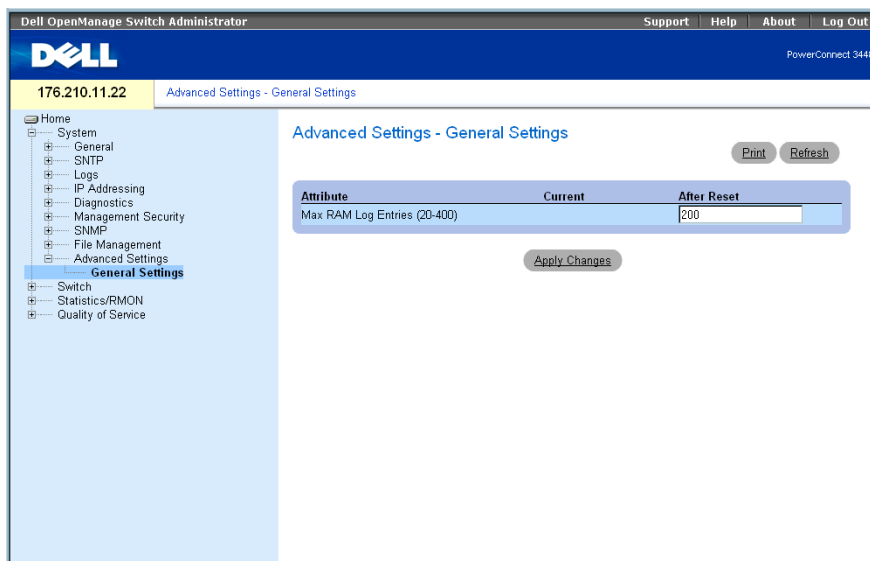 Dell OpenManage Switch Administrator Support Help About Log Out
DELL
PowerConnect 3448
176.210.11.22 Advanced Settings - General Settings
Home
System
General
SNTP
Logs
IP Addressing
Diagnostics
Management Security
SNMP
File Management
Advanced Settings
General Settings
Switch
Statistics/RMON
Quality of Service
Advanced Settings - General Settings
Print Refresh
Attribute Current After Reset
Max RAM Log Entries (20-400) 200
Apply Changes